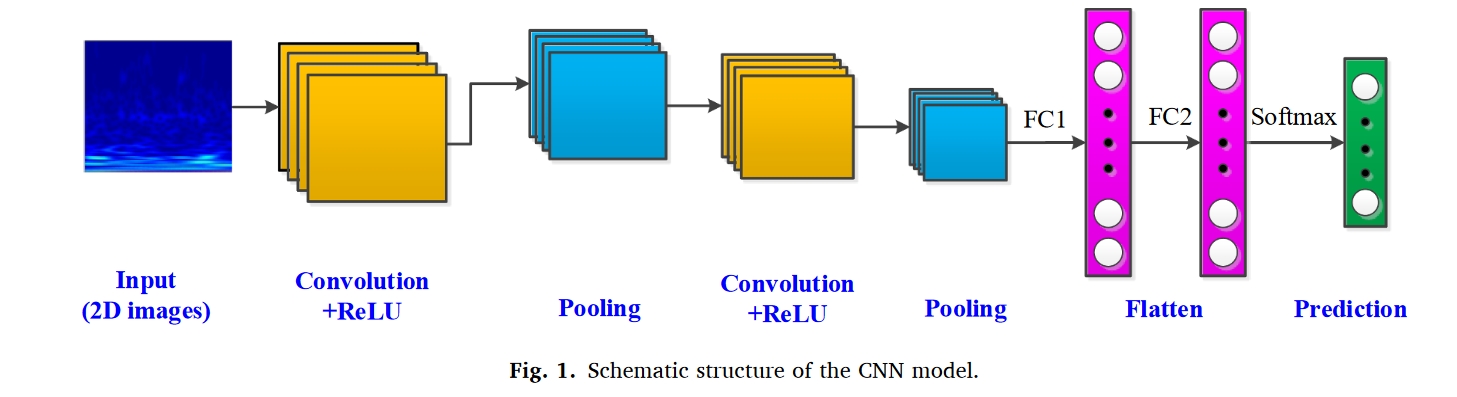 FC1
FC2
Softmax
Input
(2D images)
Convolution
+ReLU
Pooling
Convolution
+ReLU
Pooling
Flatten
Prediction
Fig. 1. Schematic structure of the CNN model.